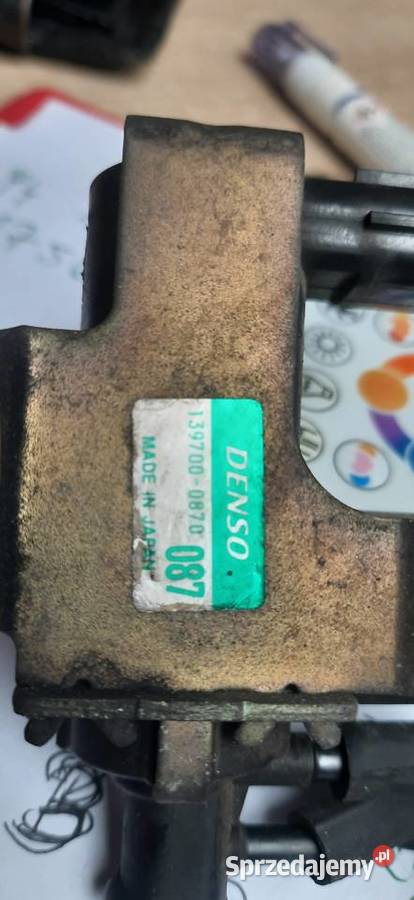 DENSO
139700-0870 087
MADE IN JAPAN
Sprzedajemy.pl